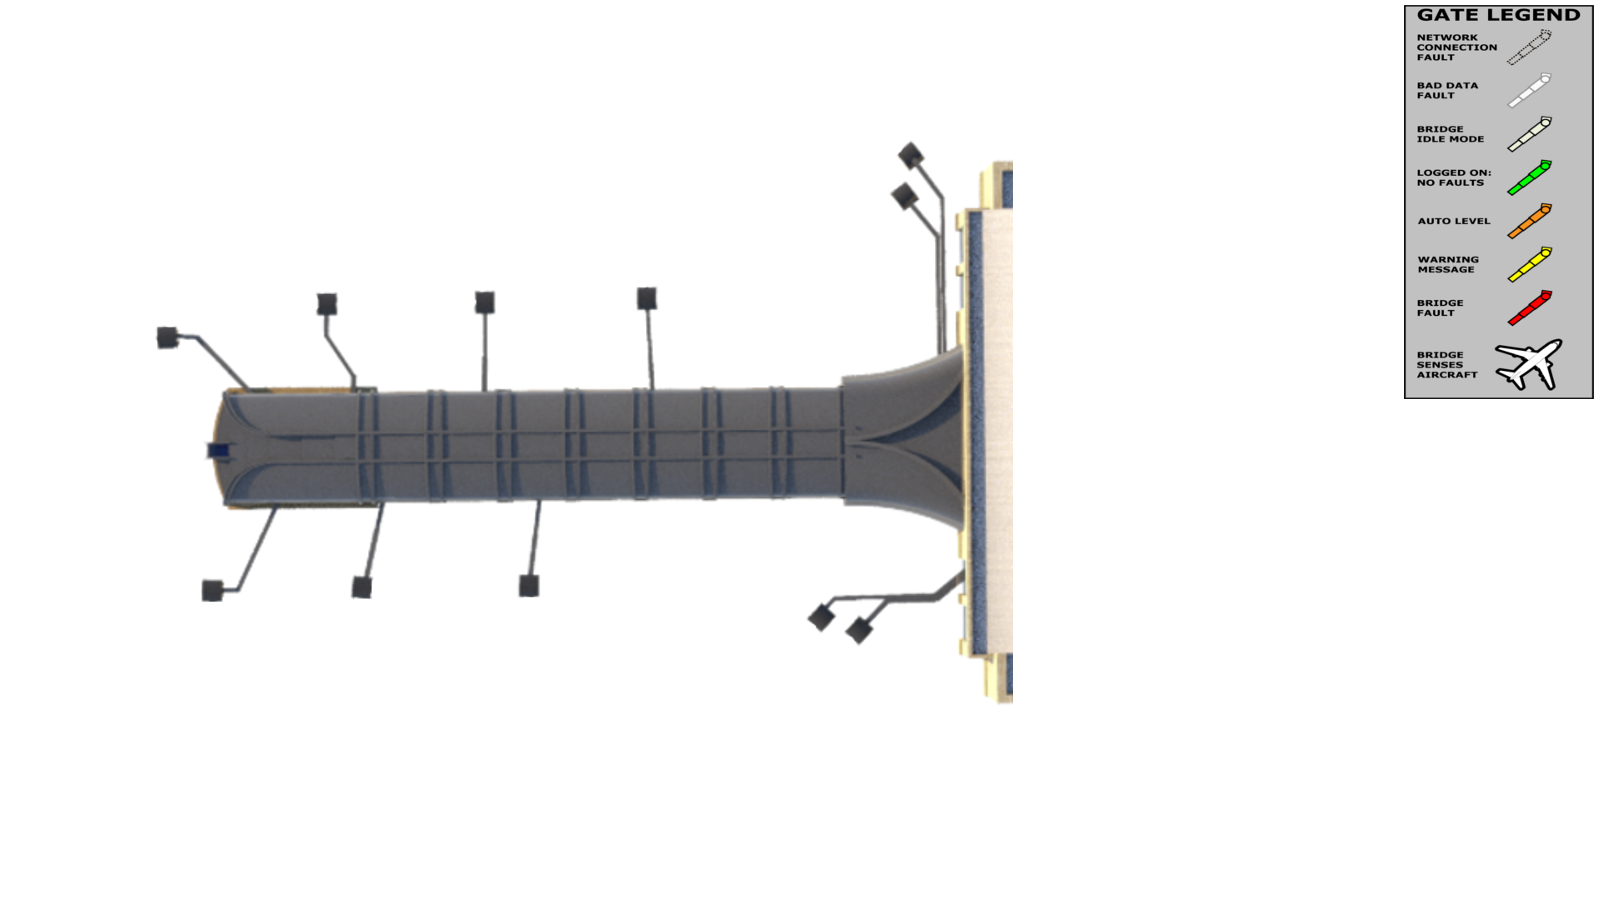 GATE LEGEND
NETWORK
CONNECTION
FAULT
BAD DATA
FAULT
BRIDGE
IDLE MODE
LOGGED ON:
NO FAULTS
AUTO LEVEL
WARNING
MESSAGE
BRIDGE
FAULT
BRIDGE
SENSES
AIRCRAFT